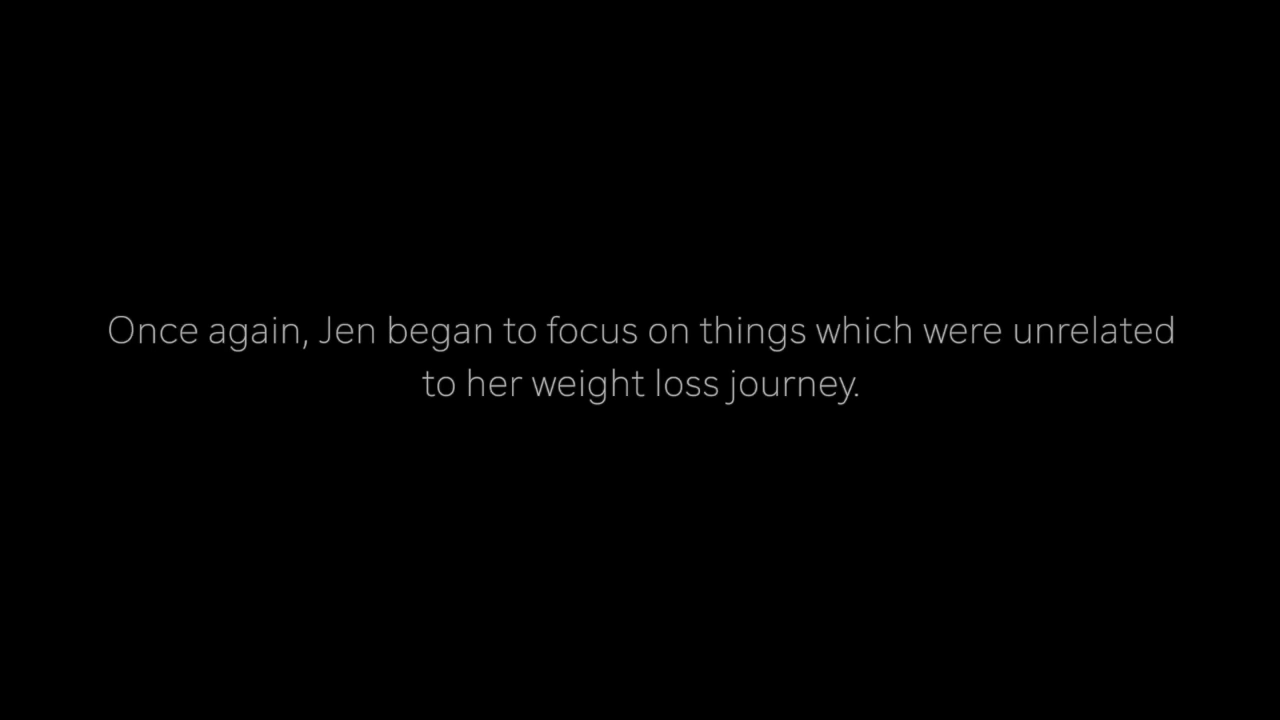 Once again, Jen began to focus on things which were unrelated
to her weight loss journey.